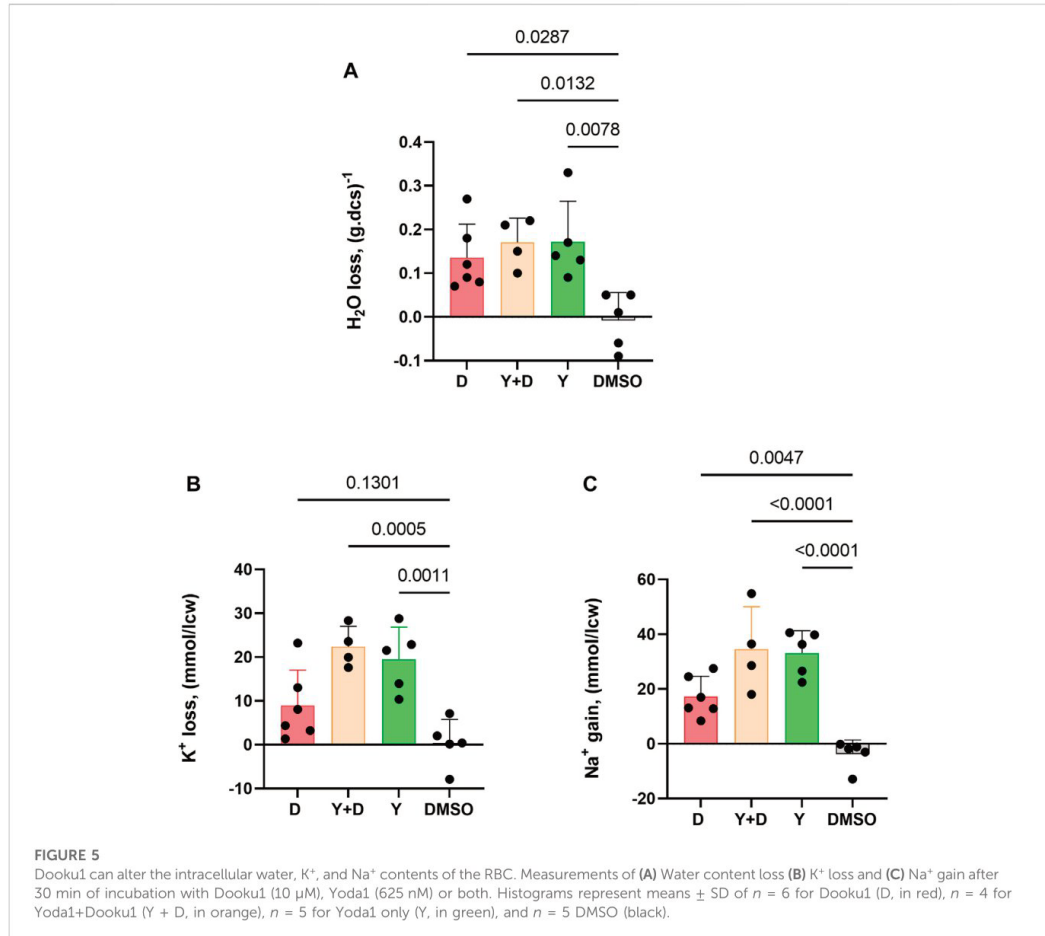 0.0287
A
0.0132
0.0078
0.4
0.3
0.2
0.1
0.0
-0.1
H₂O loss, (g.dcs)⁻¹
D Y+D Y DMSO
B
0.1301
0.0005
0.0011
40
30
20
10
0
-10
K⁺ loss, (mmol/lcw)
D Y+D Y DMSO
C
0.0047
<0.0001
<0.0001
60
40
20
0
-20
Na⁺ gain, (mmol/lcw)
D Y+D Y DMSO
FIGURE 5
Dooku1 can alter the intracellular water, K⁺, and Na⁺ contents of the RBC. Measurements of (A) Water content loss (B) K⁺ loss and (C) Na⁺ gain after
30 min of incubation with Dooku1 (10 µM), Yoda1 (625 nM) or both. Histograms represent means ± SD of n = 6 for Dooku1 (D, in red), n = 4 for
Yoda1+Dooku1 (Y + D, in orange), n = 5 for Yoda1 only (Y, in green), and n = 5 DMSO (black).